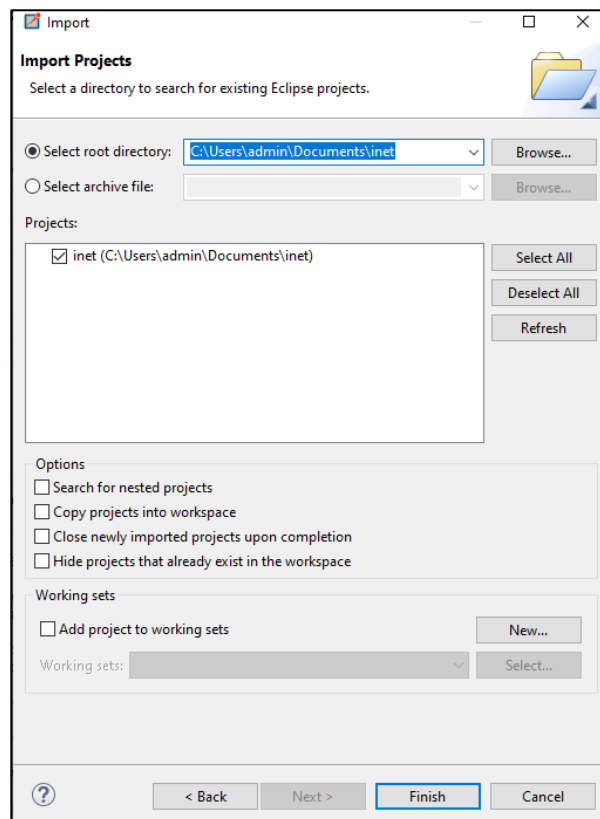 Import
Import Projects
Select a directory to search for existing Eclipse projects.
Select root directory: C:\Users\admin\Documents\inet Browse...
Select archive file: Browse...
Projects:
inet (C:\Users\admin\Documents\inet)
Select All
Deselect All
Refresh
Options
Search for nested projects
Copy projects into workspace
Close newly imported projects upon completion
Hide projects that already exist in the workspace
Working sets
Add project to working sets New...
Working sets: Select...
? < Back Next > Finish Cancel